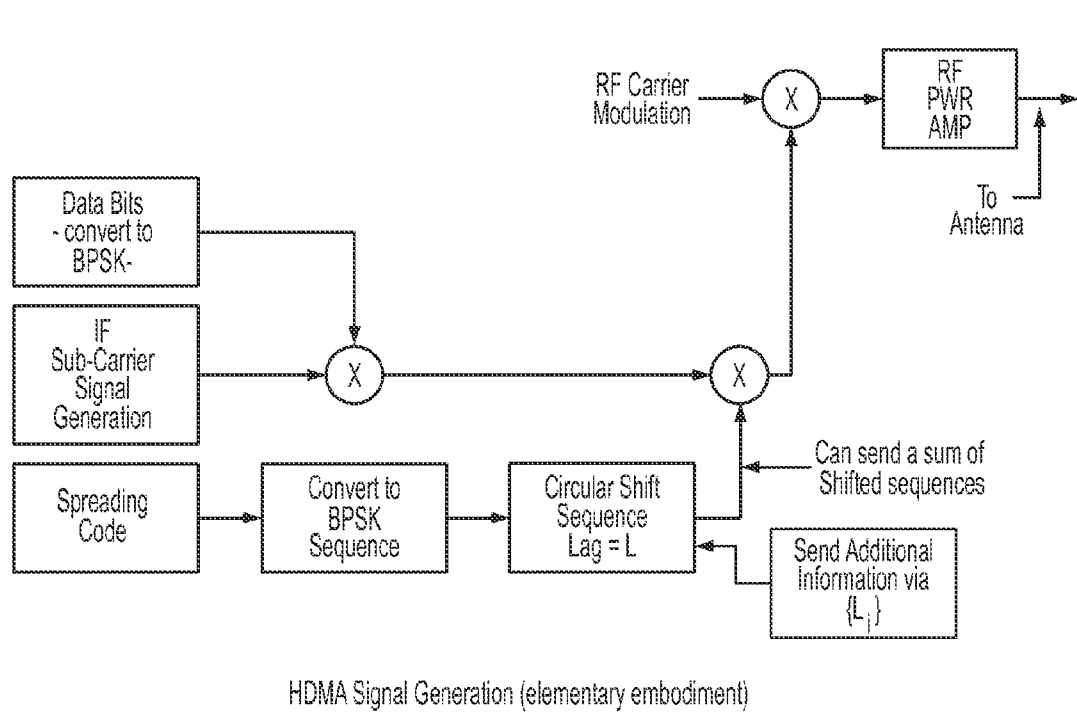 RF Carrier
Modulation
X
RF
PWR
AMP
To
Antenna
Data Bits
- convert to
BPSK-
IF
Sub-Carrier
Signal
Generation
X
X
Can send a sum of
Shifted sequences
Spreading
Code
Convert to
BPSK
Sequence
Circular Shift
Sequence
Lag = L
Send Additional
Information via
{L_j}
HDMA Signal Generation (elementary embodiment)